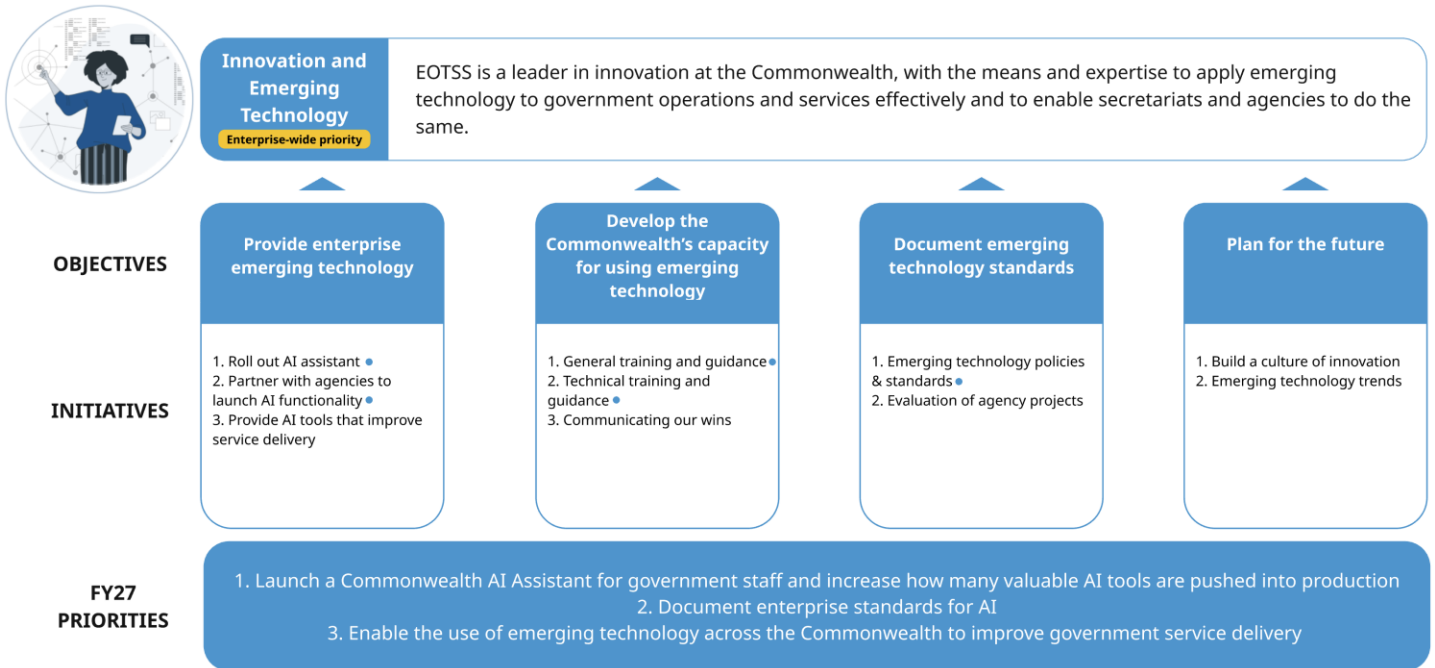 Innovation and
Emerging
Technology
Enterprise-wide priority
EOTSS is a leader in innovation at the Commonwealth, with the means and expertise to apply emerging
technology to government operations and services effectively and to enable secretariats and agencies to do the
same.
OBJECTIVES
Provide enterprise
emerging technology
Develop the
Commonwealth's capacity
for using emerging
technology
Document emerging
technology standards
Plan for the future
INITIATIVES
1. Roll out AI assistant
2. Partner with agencies to
launch AI functionality
3. Provide AI tools that improve
service delivery
1. General training and guidance
2. Technical training and
guidance
3. Communicating our wins
1. Emerging technology policies
& standards
2. Evaluation of agency projects
1. Build a culture of innovation
2. Emerging technology trends
FY27
PRIORITIES
1. Launch a Commonwealth AI Assistant for government staff and increase how many valuable AI tools are pushed into production
2. Document enterprise standards for AI
3. Enable the use of emerging technology across the Commonwealth to improve government service delivery